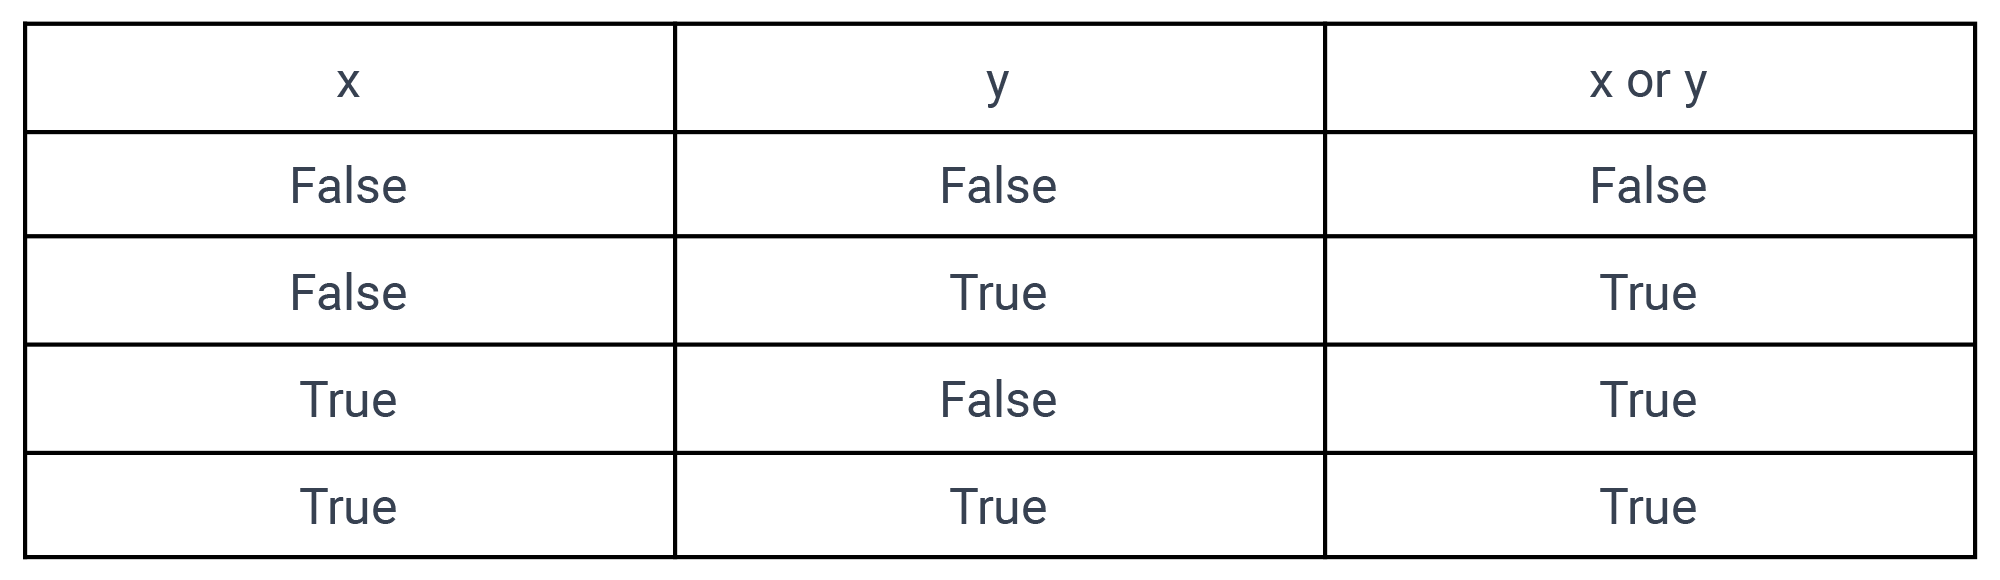 x y x or y
False False False
False True True
True False True
True True True